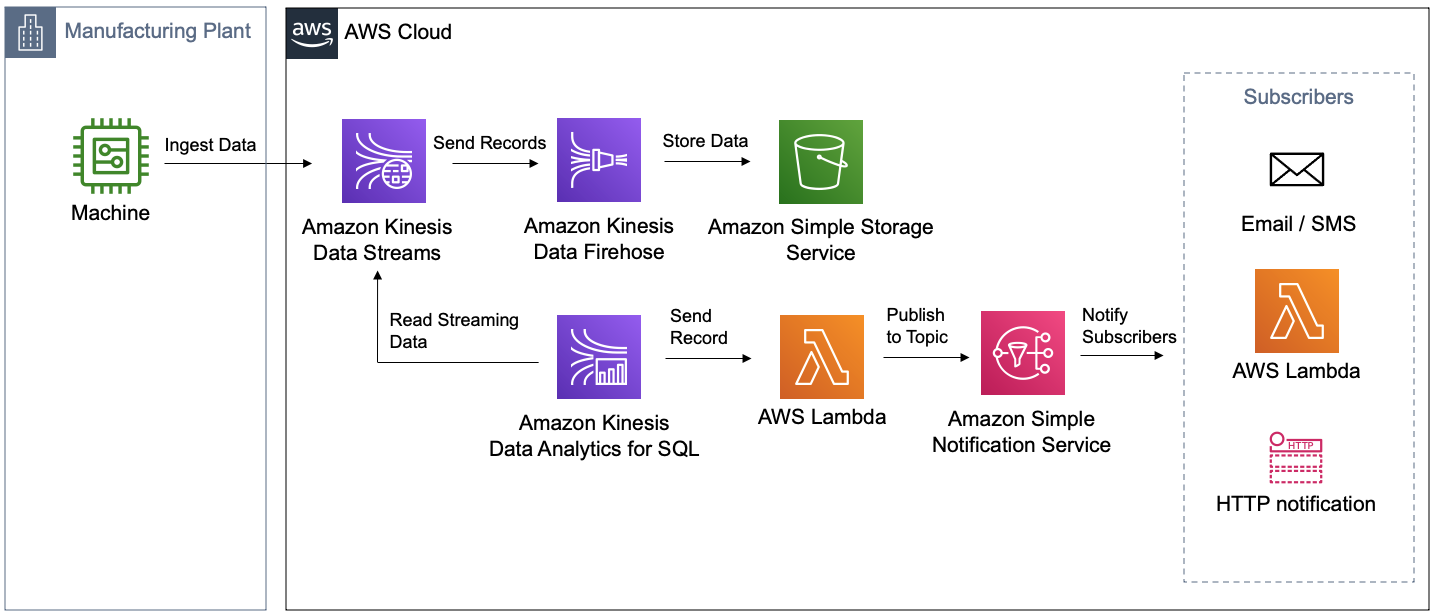 Manufacturing Plant
aws
AWS Cloud
Subscribers
Ingest Data
Send Records
Store Data
Machine
Amazon Kinesis
Data Streams
Amazon Kinesis
Data Firehose
Amazon Simple Storage
Service
Email / SMS
Read Streaming
Data
Send
Record
Publish
to Topic
Notify
Subscribers
Amazon Kinesis
Data Analytics for SQL
AWS Lambda
Amazon Simple
Notification Service
AWS Lambda
HTTP
HTTP notification